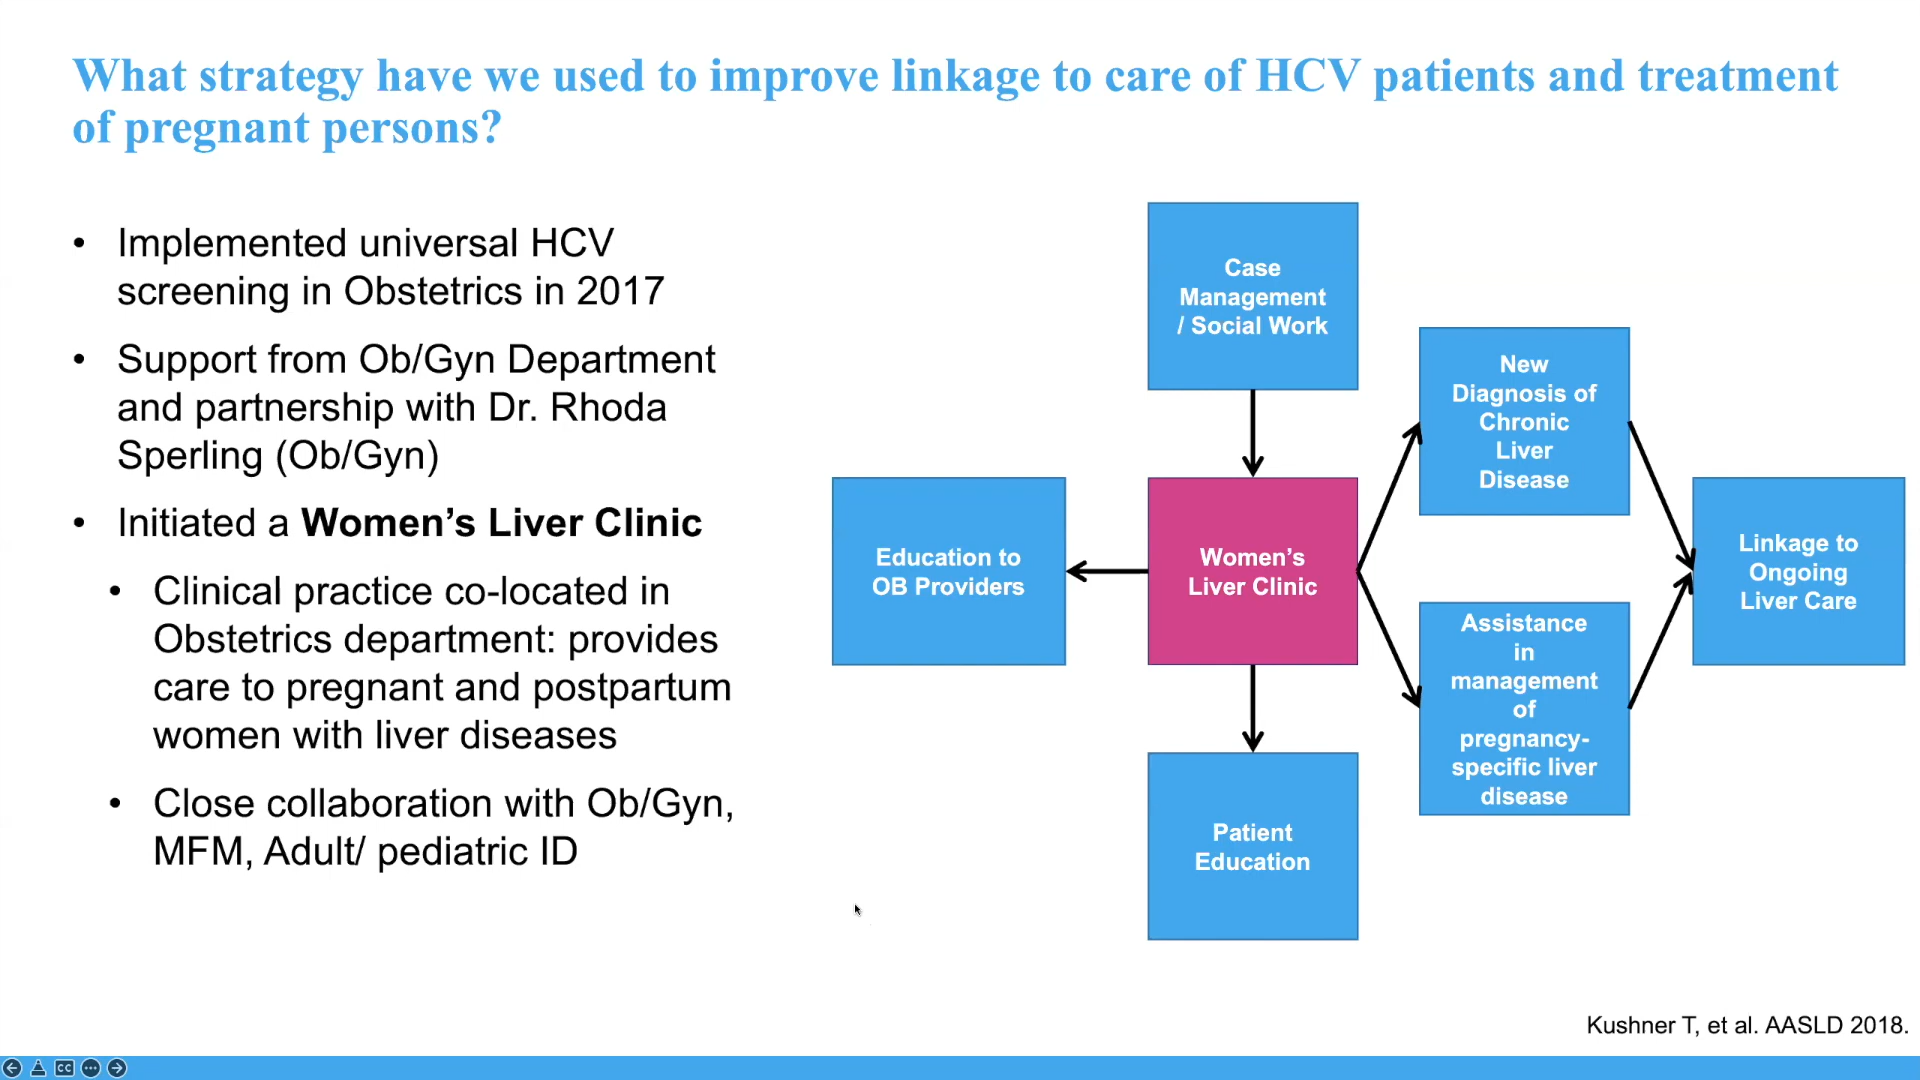 What strategy have we used to improve linkage to care of HCV patients and treatment
of pregnant persons?
• Implemented universal HCV
screening in Obstetrics in 2017
• Support from Ob/Gyn Department
and partnership with Dr. Rhoda
Sperling (Ob/Gyn)
• Initiated a Women’s Liver Clinic
• Clinical practice co-located in
Obstetrics department: provides
care to pregnant and postpartum
women with liver diseases
• Close collaboration with Ob/Gyn,
MFM, Adult/ pediatric ID
Case
Management
/ Social Work
Education to
OB Providers
Women’s
Liver Clinic
Patient
Education
New
Diagnosis of
Chronic
Liver
Disease
Assistance
in
management
of
pregnancy-
specific liver
disease
Linkage to
Ongoing
Liver Care
Kushner T, et al. AASLD 2018.
CC